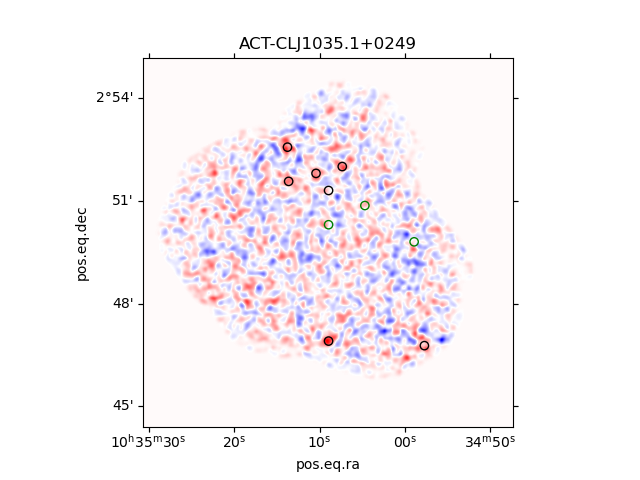 ACT-CLJ1035.1+0249
2°54'
51'
48'
45'
pos.eq.dec
10ʰ35ᵐ30ˢ 20ˢ 10ˢ 00ˢ 34ᵐ50ˢ
pos.eq.ra